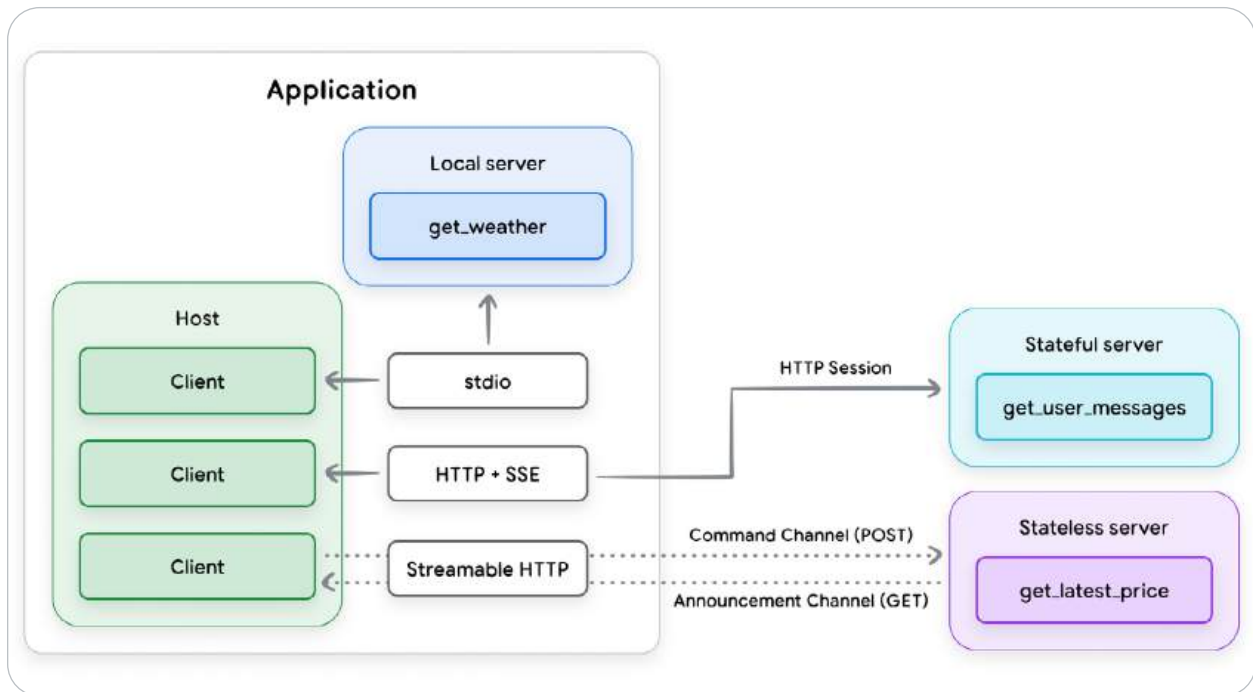 Application
Local server
get_weather
Host
Client
stdio
Client
HTTP + SSE
Client
Streamable HTTP
HTTP Session
Stateful server
get_user_messages
Command Channel (POST)
Announcement Channel (GET)
Stateless server
get_latest_price